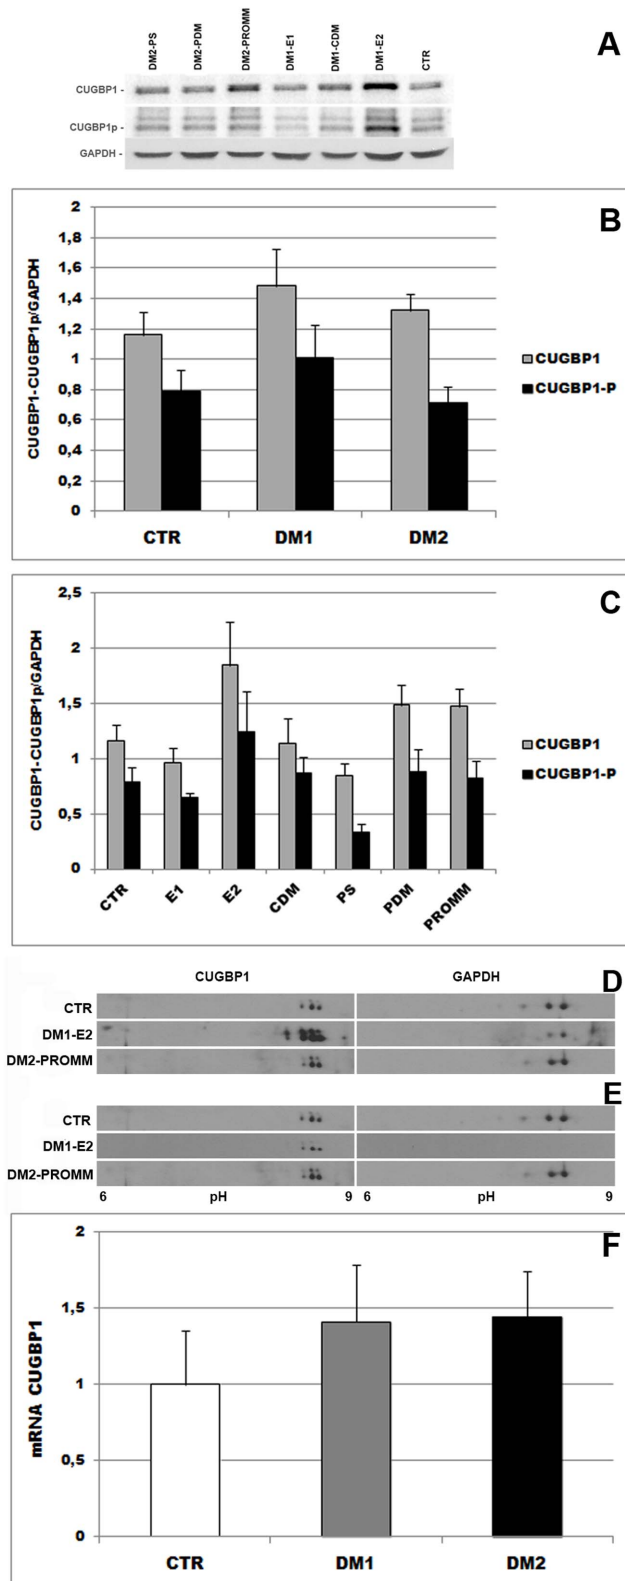 DM2-PS DM2-PDM DM2-PROMM DM1-E1 DM1-CDM DM1-E2 CTR
A
CUGBP1 -
CUGBP1p -
GAPDH -
B
CUGBP1-CUGBP1p/GAPDH
2
1,8
1,6
1,4
1,2
1
0,8
0,6
0,4
0,2
0
CTR DM1 DM2
CUGBP1
CUGBP1-P
C
CUGBP1-CUGBP1p/GAPDH
2,5
2
1,5
1
0,5
0
CTR E1 E2 CDM PS PDM PROMM
CUGBP1
CUGBP1-P
CUGBP1 GAPDH D
CTR
DM1-E2
DM2-PROMM
E
CTR
DM1-E2
DM2-PROMM
6 pH 9 6 pH 9
F
mRNA CUGBP1
2
1,5
1
0,5
0
CTR DM1 DM2